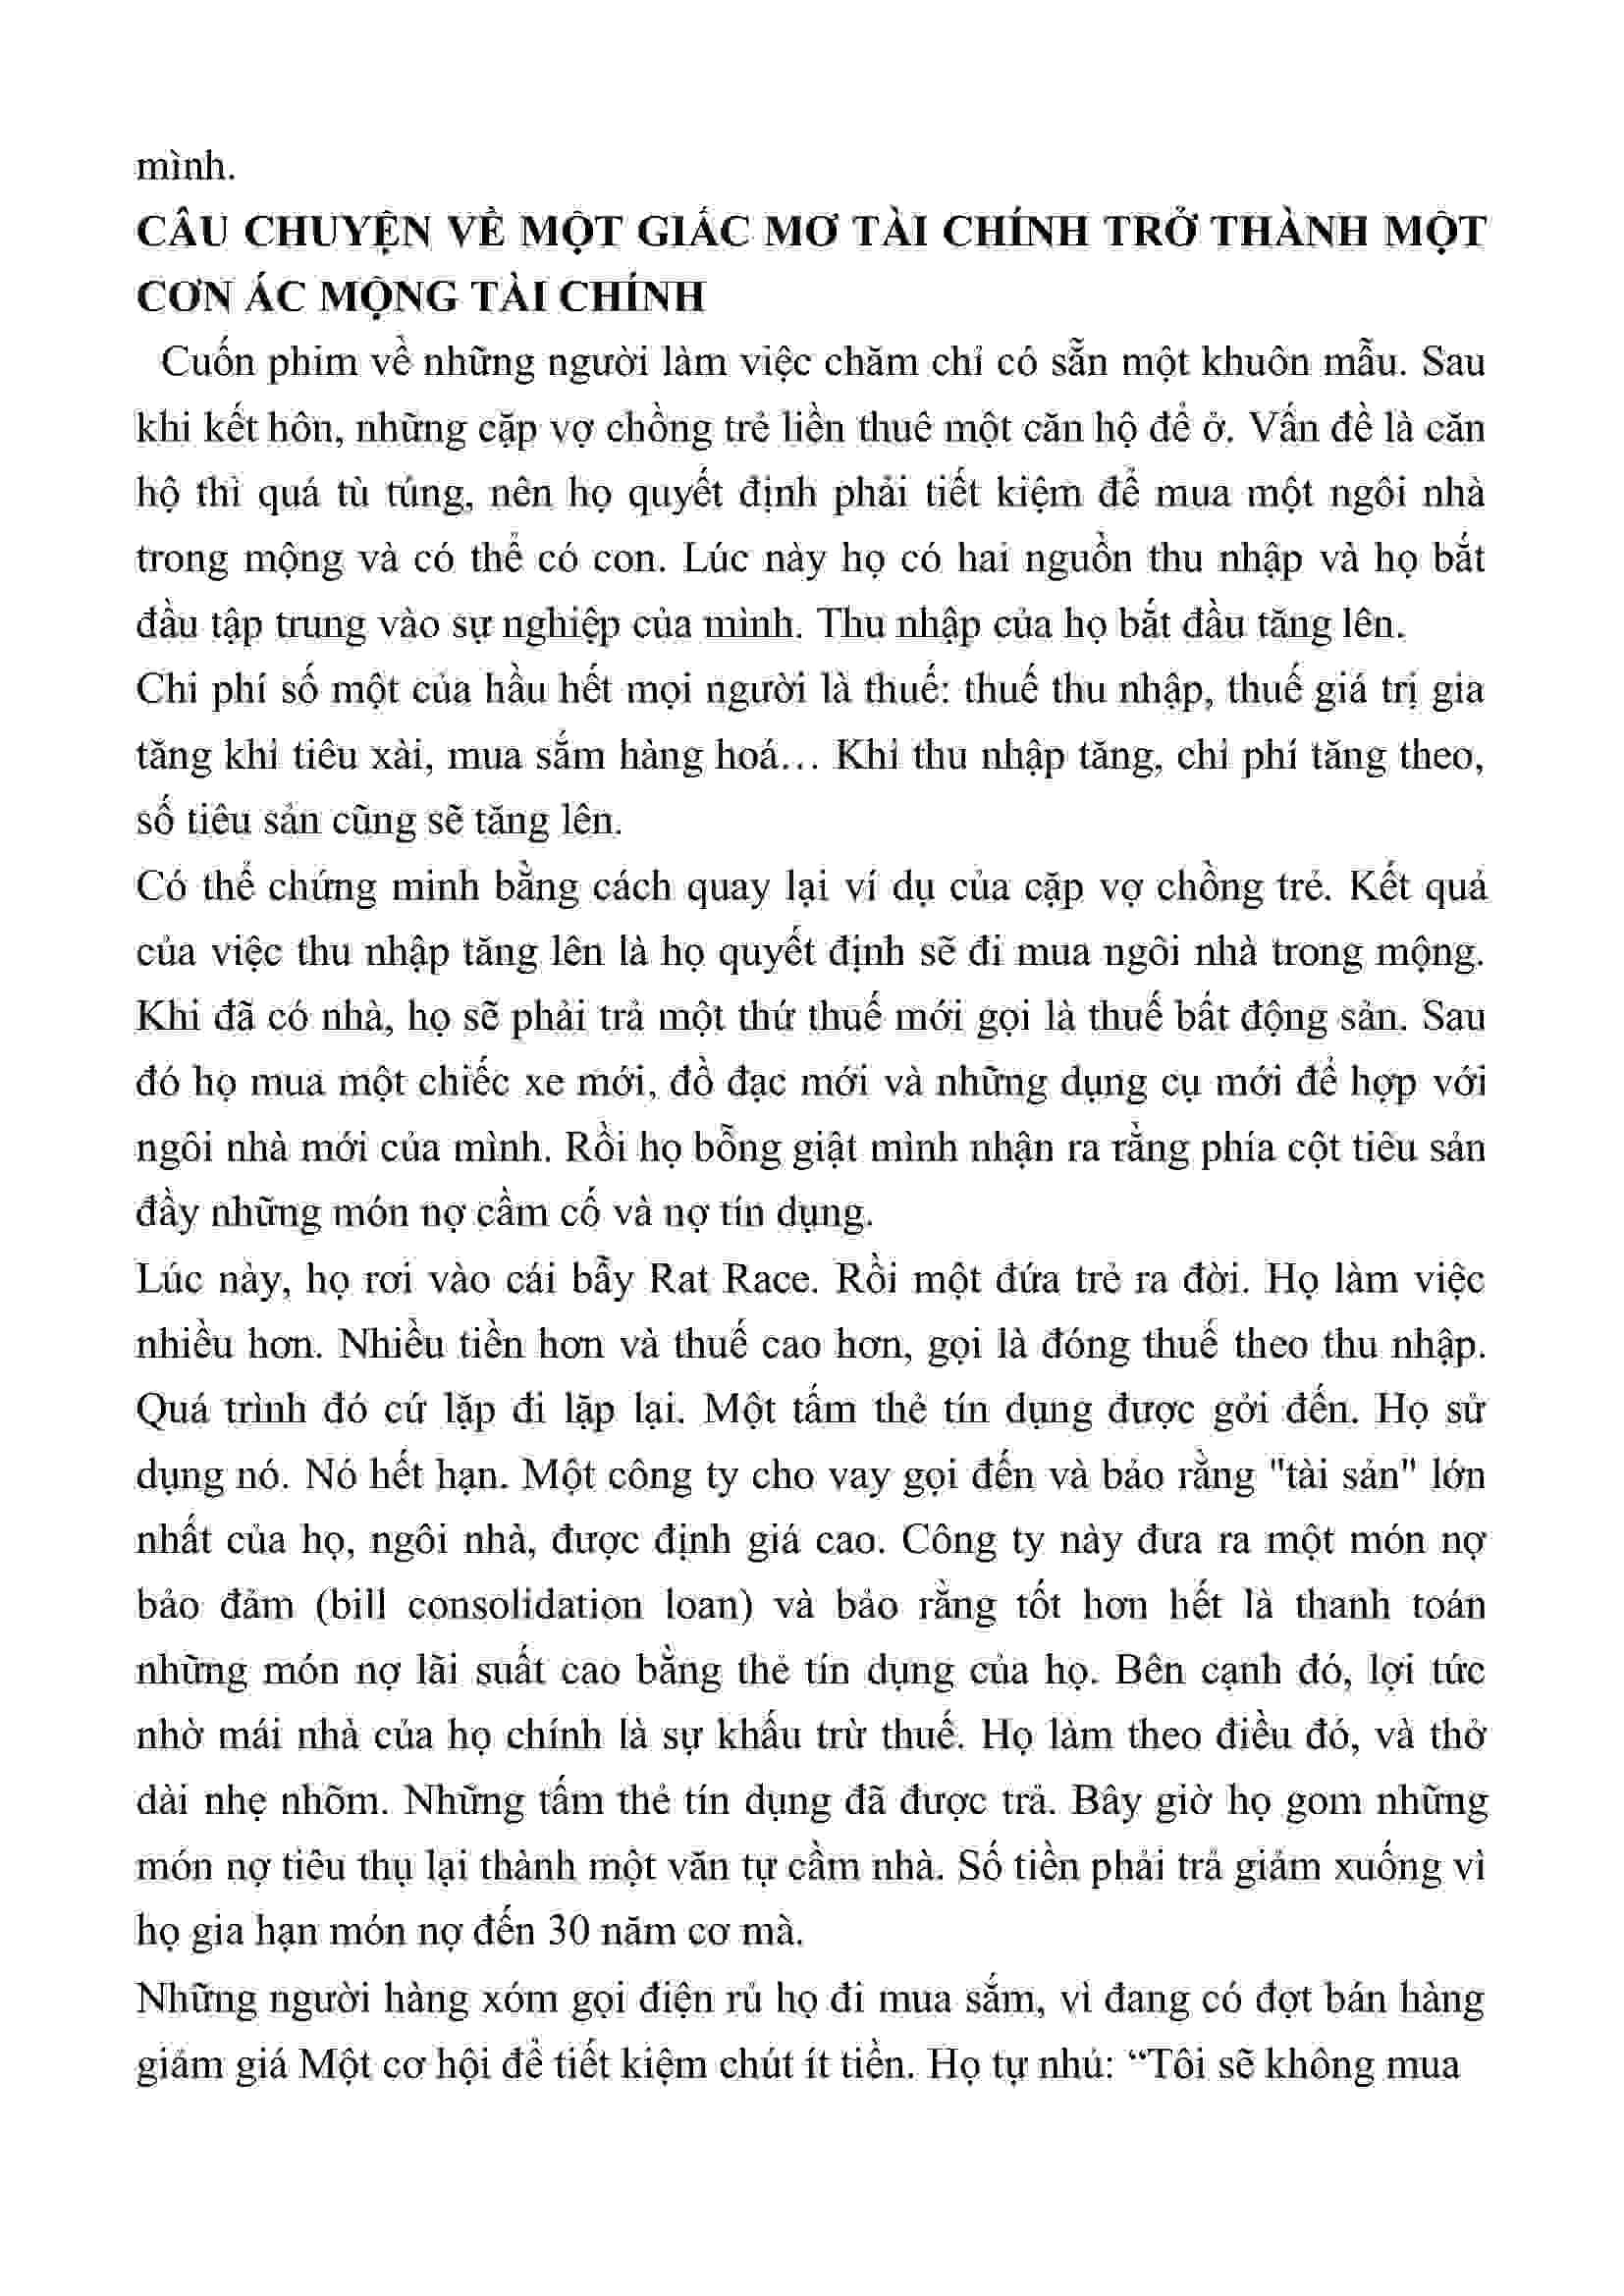 mình.
CÂU CHUYỆN VỀ MỘT GIẤC MƠ TÀI CHÍNH TRỞ THÀNH MỘT
CƠN ÁC MỘNG TÀI CHÍNH
Cuốn phim về những người làm việc chăm chỉ có sẵn một khuôn mẫu. Sau
khi kết hôn, những cặp vợ chồng trẻ liền thuê một căn hộ để ở. Vấn đề là căn
hộ thì quá tù túng, nên họ quyết định phải tiết kiệm để mua một ngôi nhà
trong mộng và có thể có con. Lúc này họ có hai nguồn thu nhập và họ bắt
đầu tập trung vào sự nghiệp của mình. Thu nhập của họ bắt đầu tăng lên.
Chi phí số một của hầu hết mọi người là thuế: thuế thu nhập, thuế giá trị gia
tăng khi tiêu xài, mua sắm hàng hoá… Khi thu nhập tăng, chi phí tăng theo,
số tiêu sản cũng sẽ tăng lên.
Có thể chứng minh bằng cách quay lại ví dụ của cặp vợ chồng trẻ. Kết quả
của việc thu nhập tăng lên là họ quyết định sẽ đi mua ngôi nhà trong mộng.
Khi đã có nhà, họ sẽ phải trả một thứ thuế mới gọi là thuế bất động sản. Sau
đó họ mua một chiếc xe mới, đồ đạc mới và những dụng cụ mới để hợp với
ngôi nhà mới của mình. Rồi họ bỗng giật mình nhận ra rằng phía cột tiêu sản
đầy những món nợ cầm cố và nợ tín dụng.
Lúc này, họ rơi vào cái bẫy Rat Race. Rồi một đứa trẻ ra đời. Họ làm việc
nhiều hơn. Nhiều tiền hơn và thuế cao hơn, gọi là đóng thuế theo thu nhập.
Quá trình đó cứ lặp đi lặp lại. Một tấm thẻ tín dụng được gởi đến. Họ sử
dụng nó. Nó hết hạn. Một công ty cho vay gọi đến và bảo rằng "tài sản" lớn
nhất của họ, ngôi nhà, được định giá cao. Công ty này đưa ra một món nợ
bảo đảm (bill consolidation loan) và bảo rằng tốt hơn hết là thanh toán
những món nợ lãi suất cao bằng thẻ tín dụng của họ. Bên cạnh đó, lợi tức
nhờ mái nhà của họ chính là sự khấu trừ thuế. Họ làm theo điều đó, và thở
dài nhẹ nhõm. Những tấm thẻ tín dụng đã được trả. Bây giờ họ gom những
món nợ tiêu thụ lại thành một văn tự cầm nhà. Số tiền phải trả giảm xuống vì
họ gia hạn món nợ đến 30 năm cơ mà.
Những người hàng xóm gọi điện rủ họ đi mua sắm, vì đang có đợt bán hàng
giảm giá Một cơ hội để tiết kiệm chút ít tiền. Họ tự nhủ: “Tôi sẽ không mua